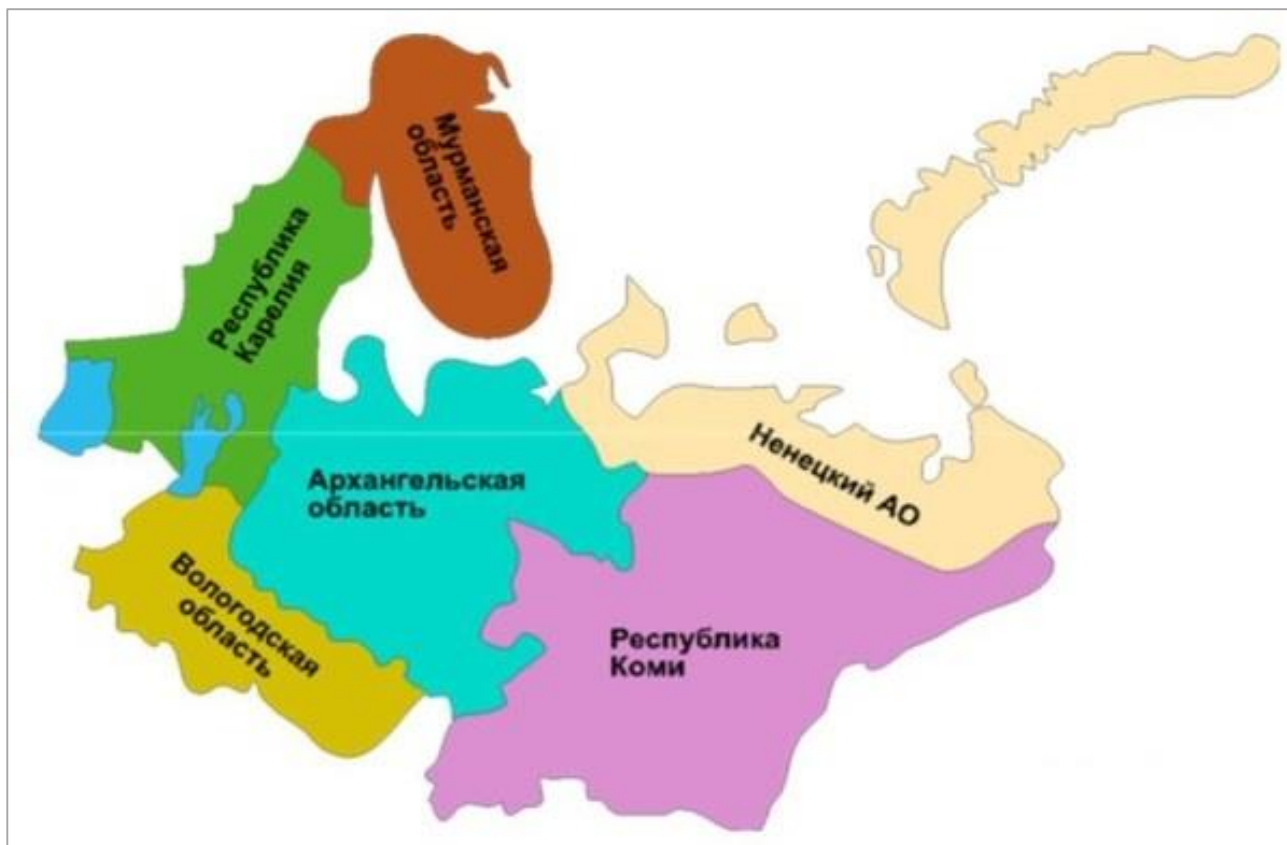 Мурманская
область
Республика
Карелия
Ненецкий АО
Архангельская
область
Вологодская
область
Республика
Коми